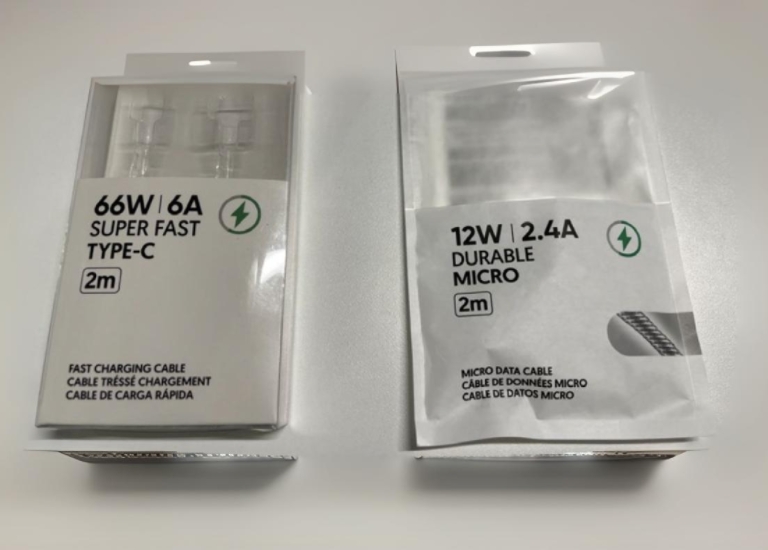 66W | 6A
SUPER FAST
TYPE-C
2m
FAST CHARGING CABLE
CABLE TRÉSSÉ CHARGEMENT
CABLE DE CARGA RÁPIDA
12W | 2.4A
DURABLE
MICRO
2m
MICRO DATA CABLE
CÂBLE DE DONNÉES MICRO
CABLE DE DATOS MICRO